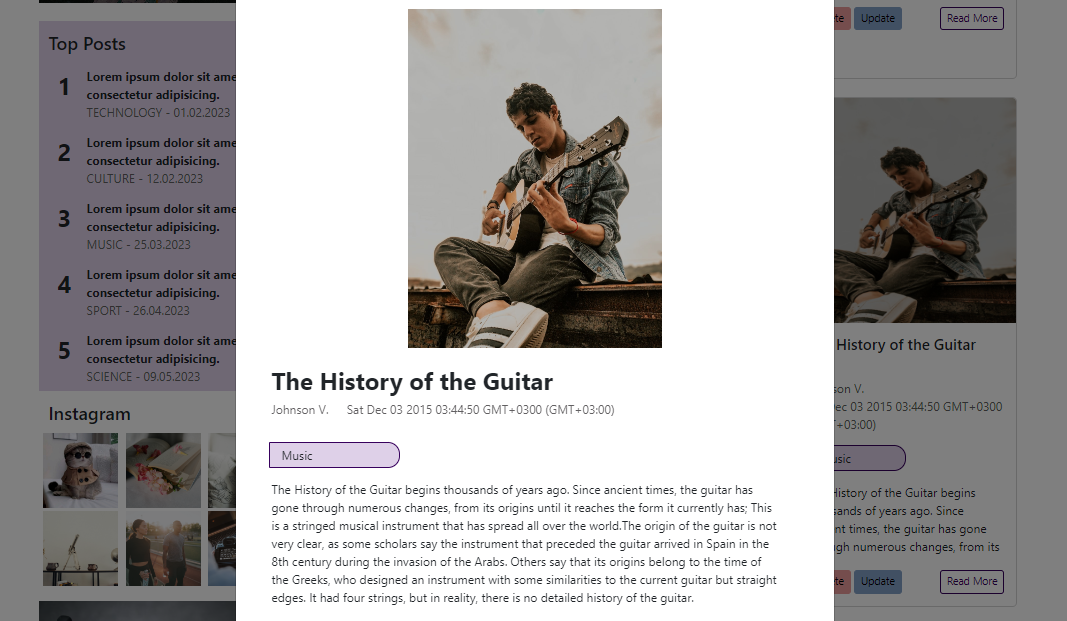 Top Posts
1
Lorem ipsum dolor sit ame
consectetur adipisicing.
TECHNOLOGY - 01.02.2023
2
Lorem ipsum dolor sit ame
consectetur adipisicing.
CULTURE - 12.02.2023
3
Lorem ipsum dolor sit ame
consectetur adipisicing.
MUSIC - 25.03.2023
4
Lorem ipsum dolor sit ame
consectetur adipisicing.
SPORT - 26.04.2023
5
Lorem ipsum dolor sit ame
consectetur adipisicing.
SCIENCE - 09.05.2023
Instagram
The History of the Guitar
Johnson V. Sat Dec 03 2015 03:44:50 GMT+0300 (GMT+03:00)
Music
The History of the Guitar begins thousands of years ago. Since ancient times, the guitar has
gone through numerous changes, from its origins until it reaches the form it currently has; This
is a stringed musical instrument that has spread all over the world.The origin of the guitar is not
very clear, as some scholars say the instrument that preceded the guitar arrived in Spain in the
8th century during the invasion of the Arabs. Others say that its origins belong to the time of
the Greeks, who designed an instrument with some similarities to the current guitar but straight
edges. It had four strings, but in reality, there is no detailed history of the guitar.
te Update Read More
History of the Guitar
son V.
ec 03 2015 03:44:50 GMT+0300
+03:00)
usic
History of the Guitar begins
sands of years ago. Since
nt times, the guitar has gone
gh numerous changes, from its
te Update Read More